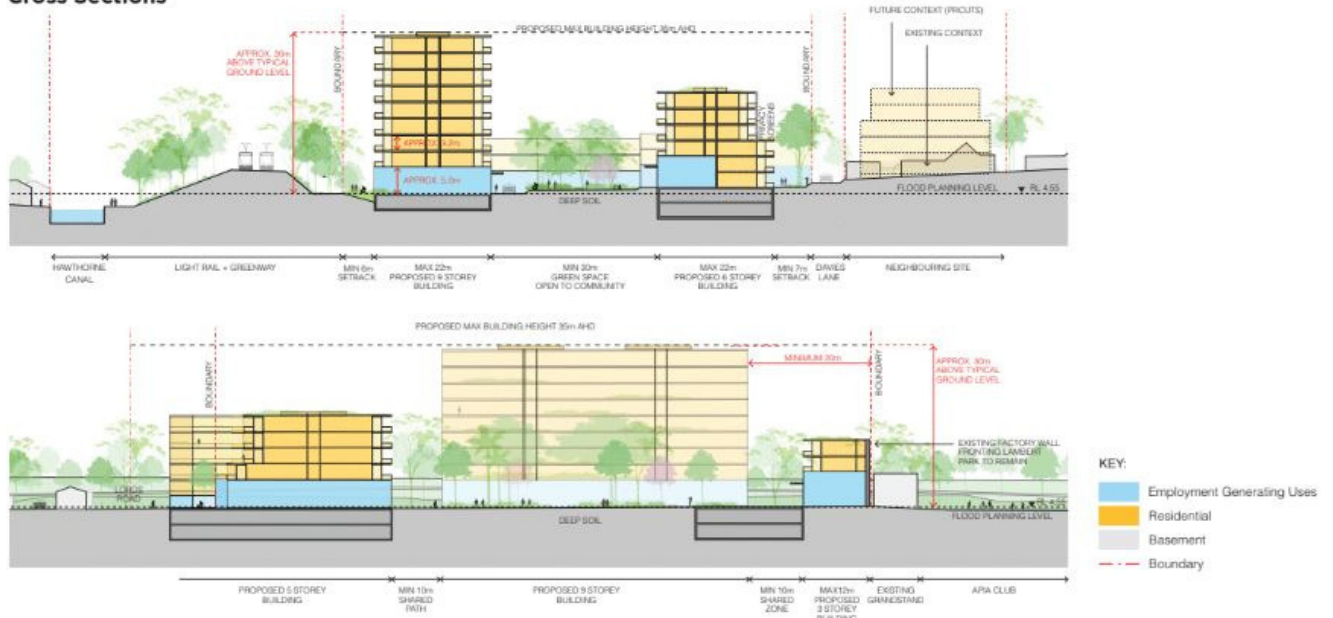 Cross Sections
FUTURE CONTEXT (PRCUTS)
EXISTING CONTEXT
PROPOSED MAX BUILDING HEIGHT 35m AHD
APPROX. 30m
ABOVE TYPICAL
GROUND LEVEL
BOUNDARY
BOUNDARY
PRIVACY
SCREENS
APPROX. 5.0m
FLOOD PLANNING LEVEL
RL 4.55
DEEP SOIL
HAWTHORNE
CANAL
LIGHT RAIL + GREENWAY
MIN 6m
SETBACK
MAX 22m
PROPOSED 9 STOREY
BUILDING
MIN 30m
GREEN SPACE
OPEN TO COMMUNITY
MAX 22m
PROPOSED 6 STOREY
BUILDING
MIN 7m
SETBACK
DAVIES
LANE
NEIGHBOURING SITE
PROPOSED MAX BUILDING HEIGHT 35m AHD
BOUNDARY
MINIMUM 20m
BOUNDARY
APPROX. 30m
ABOVE TYPICAL
GROUND LEVEL
EXISTING FACTORY WALL
FRONTING LAMBERT
PARK TO REMAIN
LORDS
ROAD
RL 4.55
FLOOD PLANNING LEVEL
DEEP SOIL
PROPOSED 5 STOREY
BUILDING
MIN 10m
SHARED
PATH
PROPOSED 9 STOREY
BUILDING
MIN 10m
SHARED
ZONE
MAX12m
PROPOSED
3 STOREY
BUILDING
EXISTING
GRANDSTAND
APIA CLUB
KEY:
Employment Generating Uses
Residential
Basement
Boundary